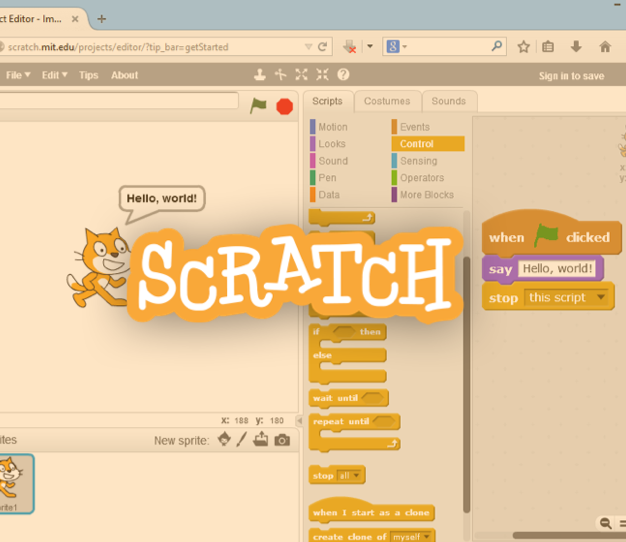 ct Editor - Im...
scratch.mit.edu/projects/editor/?tip_bar=getStarted
File Edit Tips About
Sign in to save
Scripts Costumes Sounds
Motion Events
Looks Control
Sound Sensing
Pen Operators
Data More Blocks
Hello, world!
when clicked
say Hello, world!
stop this script
SCRATCH
if then
else
wait until
repeat until
stop all
when I start as a clone
create clone of myself
x: 188 y: 180
ites
New sprite:
rite1